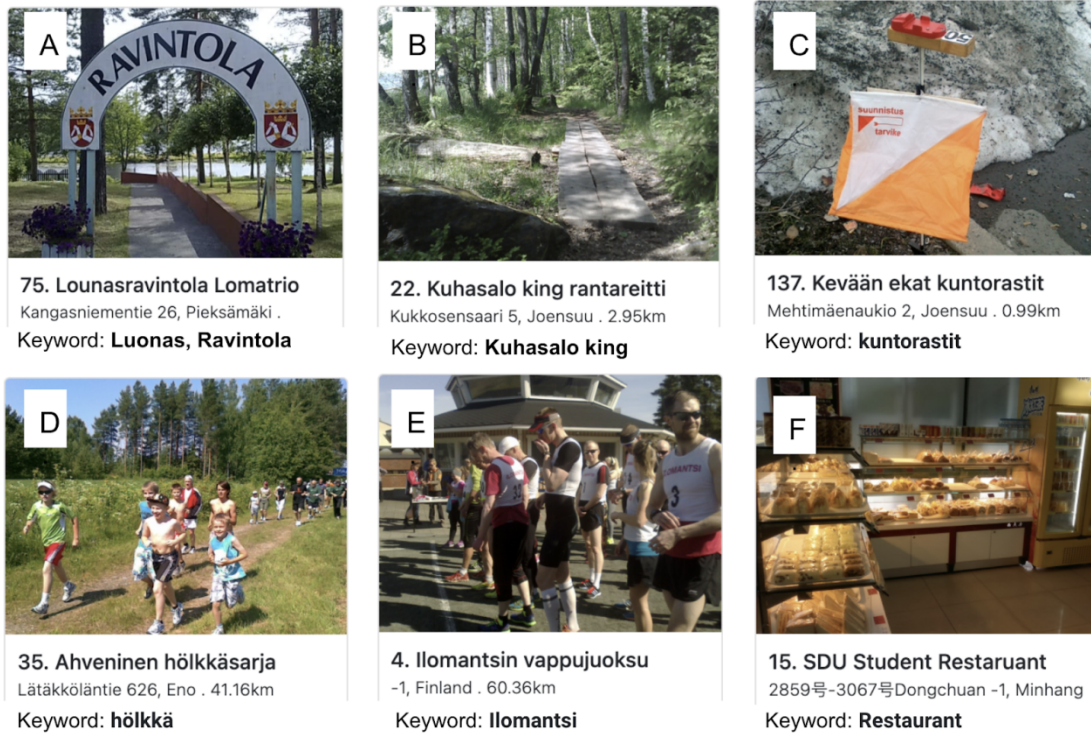 A
RAVINTOLA
75. Lounasravintola Lomatrio
Kangasniementie 26, Pieksämäki .
Keyword: Luonas, Ravintola
B
22. Kuhasalo king rantareitti
Kukkosensaari 5, Joensuu . 2.95km
Keyword: Kuhasalo king
C
50
suunnistus
tarvike
137. Kevään ekat kuntorastit
Mehtimäenaukio 2, Joensuu . 0.99km
Keyword: kuntorastit
D
35. Ahveninen hölkkäsarja
Lätäkköläntie 626, Eno . 41.16km
Keyword: hölkkä
E
ILOMANTSI
3
4. Ilomantsin vappujuoksu
-1, Finland . 60.36km
Keyword: Ilomantsi
F
15. SDU Student Restaruant
2859号-3067号Dongchuan -1, Minhang
Keyword: Restaurant